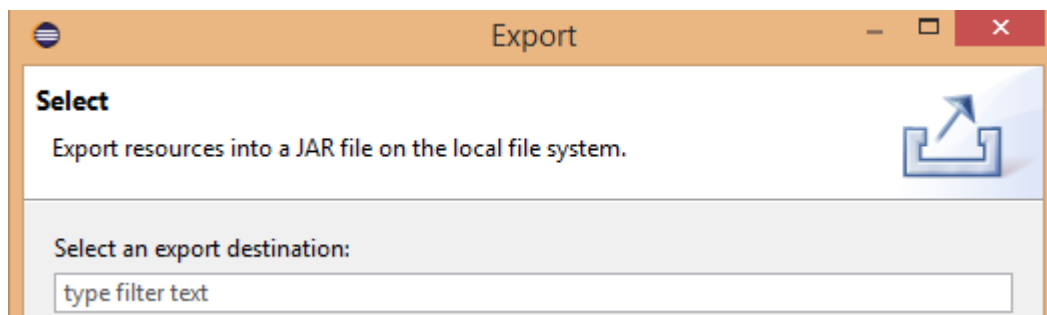 Export
Select
Export resources into a JAR file on the local file system.
Select an export destination:
type filter text